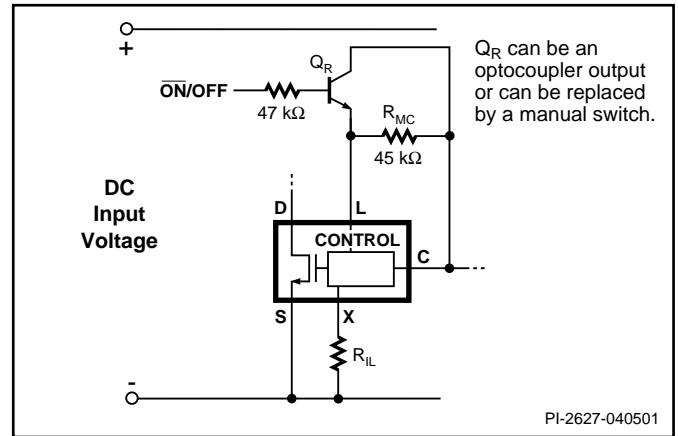 +
Q_R
Q_R can be an
optocoupler output
or can be replaced
by a manual switch.
O̅N̅/OFF
47 kΩ
R_MC
45 kΩ
DC
Input
Voltage
D
L
CONTROL
C
S
X
R_IL
-
PI-2627-040501